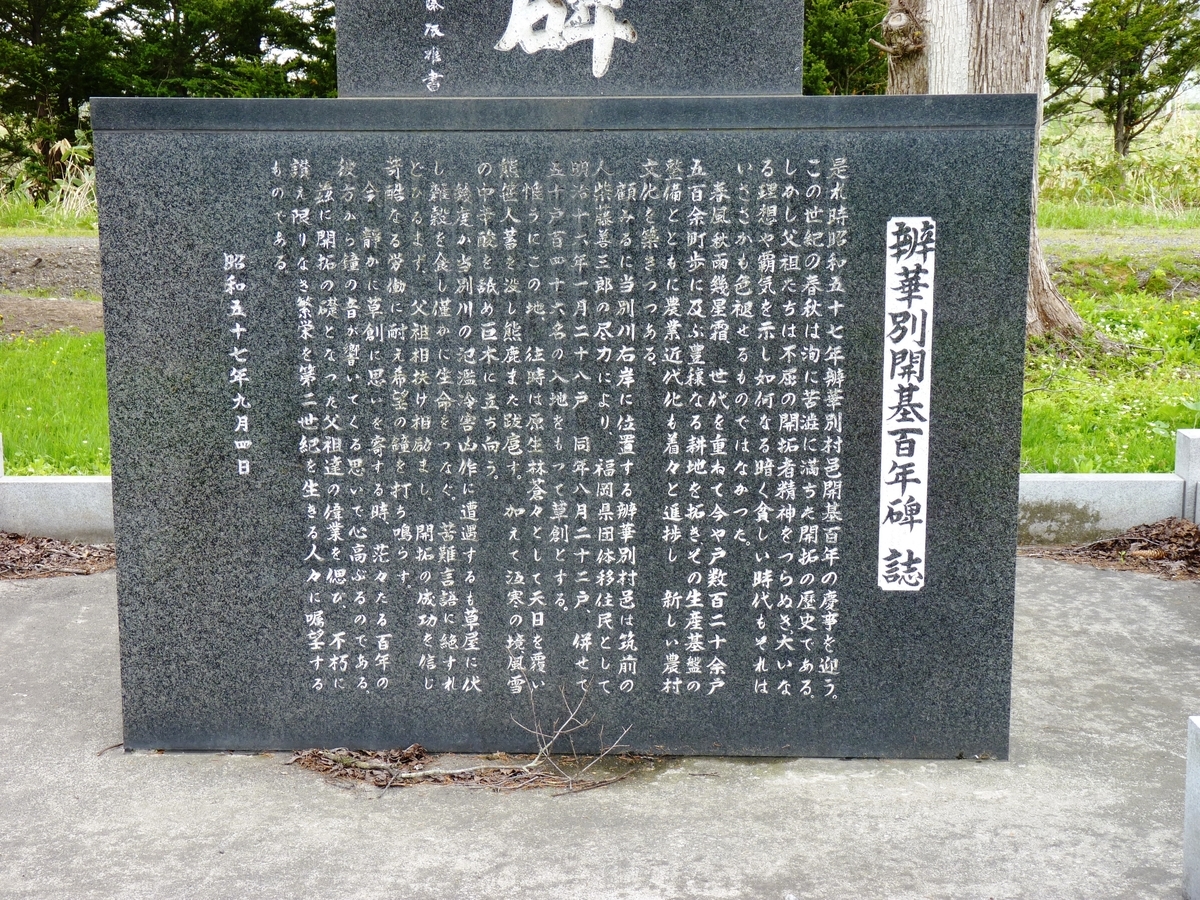 碑
雄書
辦華別開基百年碑誌
是れ時昭和五十七年辦華別村邑開基百年の慶事を迎う。
この世紀の春秋は洵に苦渋に満ちた開拓の歴史である。
しかし父祖たちは不屈の開拓者精神をつらぬき、大いな
る理想や覇気を示し如何なる暗く貧しい時代もそれは
いささかも色褪せるものではなかった。
春風秋雨幾星霜 世代を重ねて今や戸数百二十余戸
五百余町歩に及ぶ豊穣なる耕地を拓きその生産基盤の
整備とともに農業近代化も着々と進捗し 新しい農村
文化を築きつつある。
顧みるに当別川右岸に位置する辦華別村邑は筑前の
人柴藤善三郎の尽力により、福岡県団体移住民として
明治十六年一月二十八戸 同年八月二十二戸 併せて
五十戸百四十六名の入地をもって草創とする。
惟うにこの地 往時は原生林蒼々として天日を覆い
熊笹人蓄を没し熊鹿また跋扈す。加えて冱寒の境、風雪
の中辛酸を舐め巨木に立ち向う。
幾度か当別川の氾濫冷害凶作に遭遇するも草屋に伏
し雑穀を食し僅かに生命をつなぐ、苦難言語に絶すれ
どひるまず、父祖相扶け相励まし、開拓の成功を信じ
苛酷なる労働に耐え希望の鐘を打ち鳴らす。
今 静かに草創に思いを寄する時 茫々たる百年の
彼方から鐘の音が響いてくる思いで心高ぶるのである。
茲に開拓の礎となった父祖達の偉業を偲び、不朽に
讃え限りなき繁栄を第二世紀を生きる人々に嘱望する
ものである
昭和五十七年九月四日